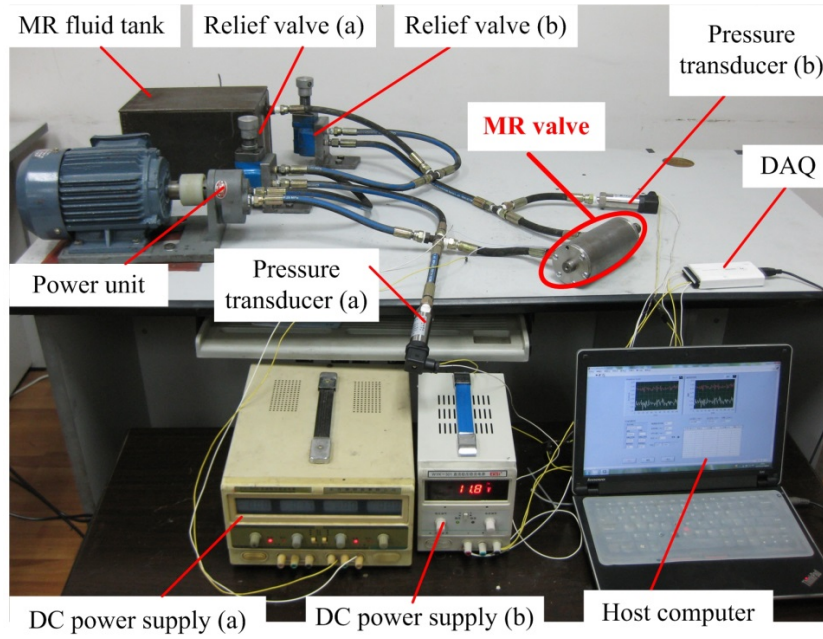 MR fluid tank
Relief valve (a)
Relief valve (b)
Pressure
transducer (b)
MR valve
DAQ
Power unit
Pressure
transducer (a)
11.8
DC power supply (a)
DC power supply (b)
Host computer